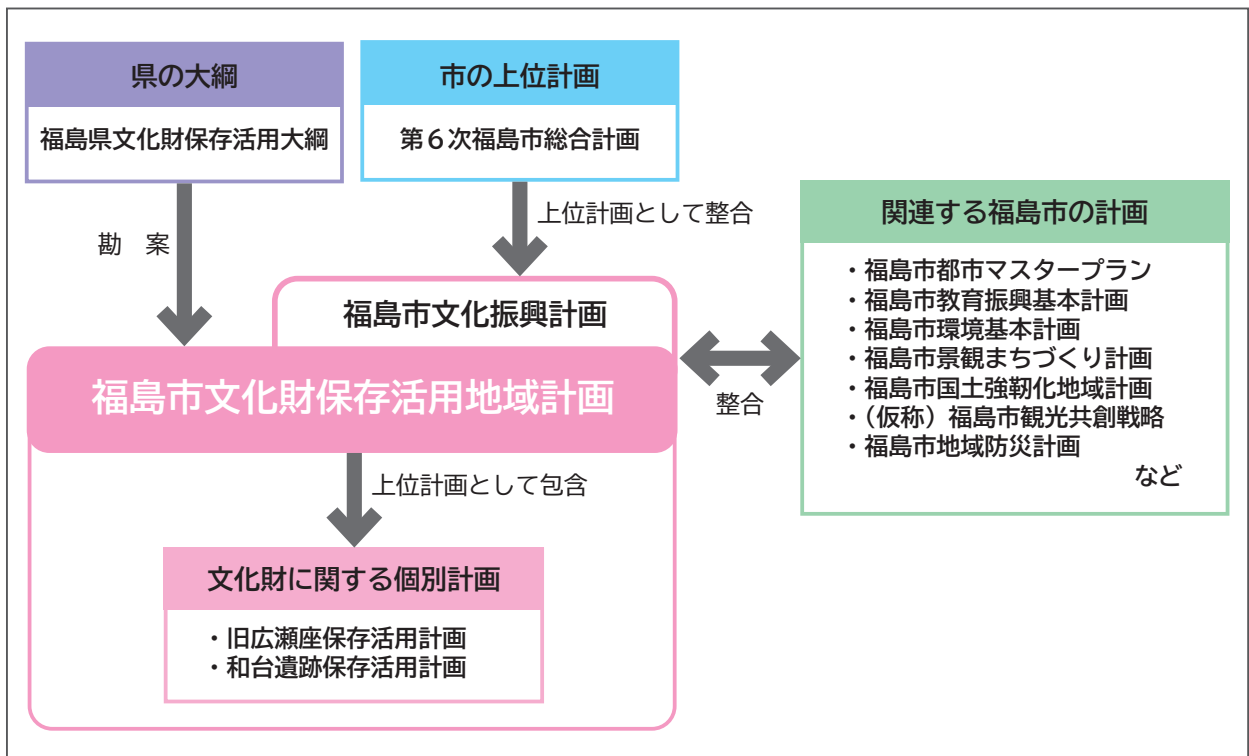 県の大綱
福島県文化財保存活用大綱
市の上位計画
第6次福島市総合計画
勘　案
上位計画として整合
関連する福島市の計画
・福島市都市マスタープラン
・福島市教育振興基本計画
・福島市環境基本計画
・福島市景観まちづくり計画
・福島市国土強靭化地域計画
・（仮称）福島市観光共創戦略
・福島市地域防災計画
など
福島市文化振興計画
福島市文化財保存活用地域計画
整合
上位計画として包含
文化財に関する個別計画
・旧広瀬座保存活用計画
・和台遺跡保存活用計画